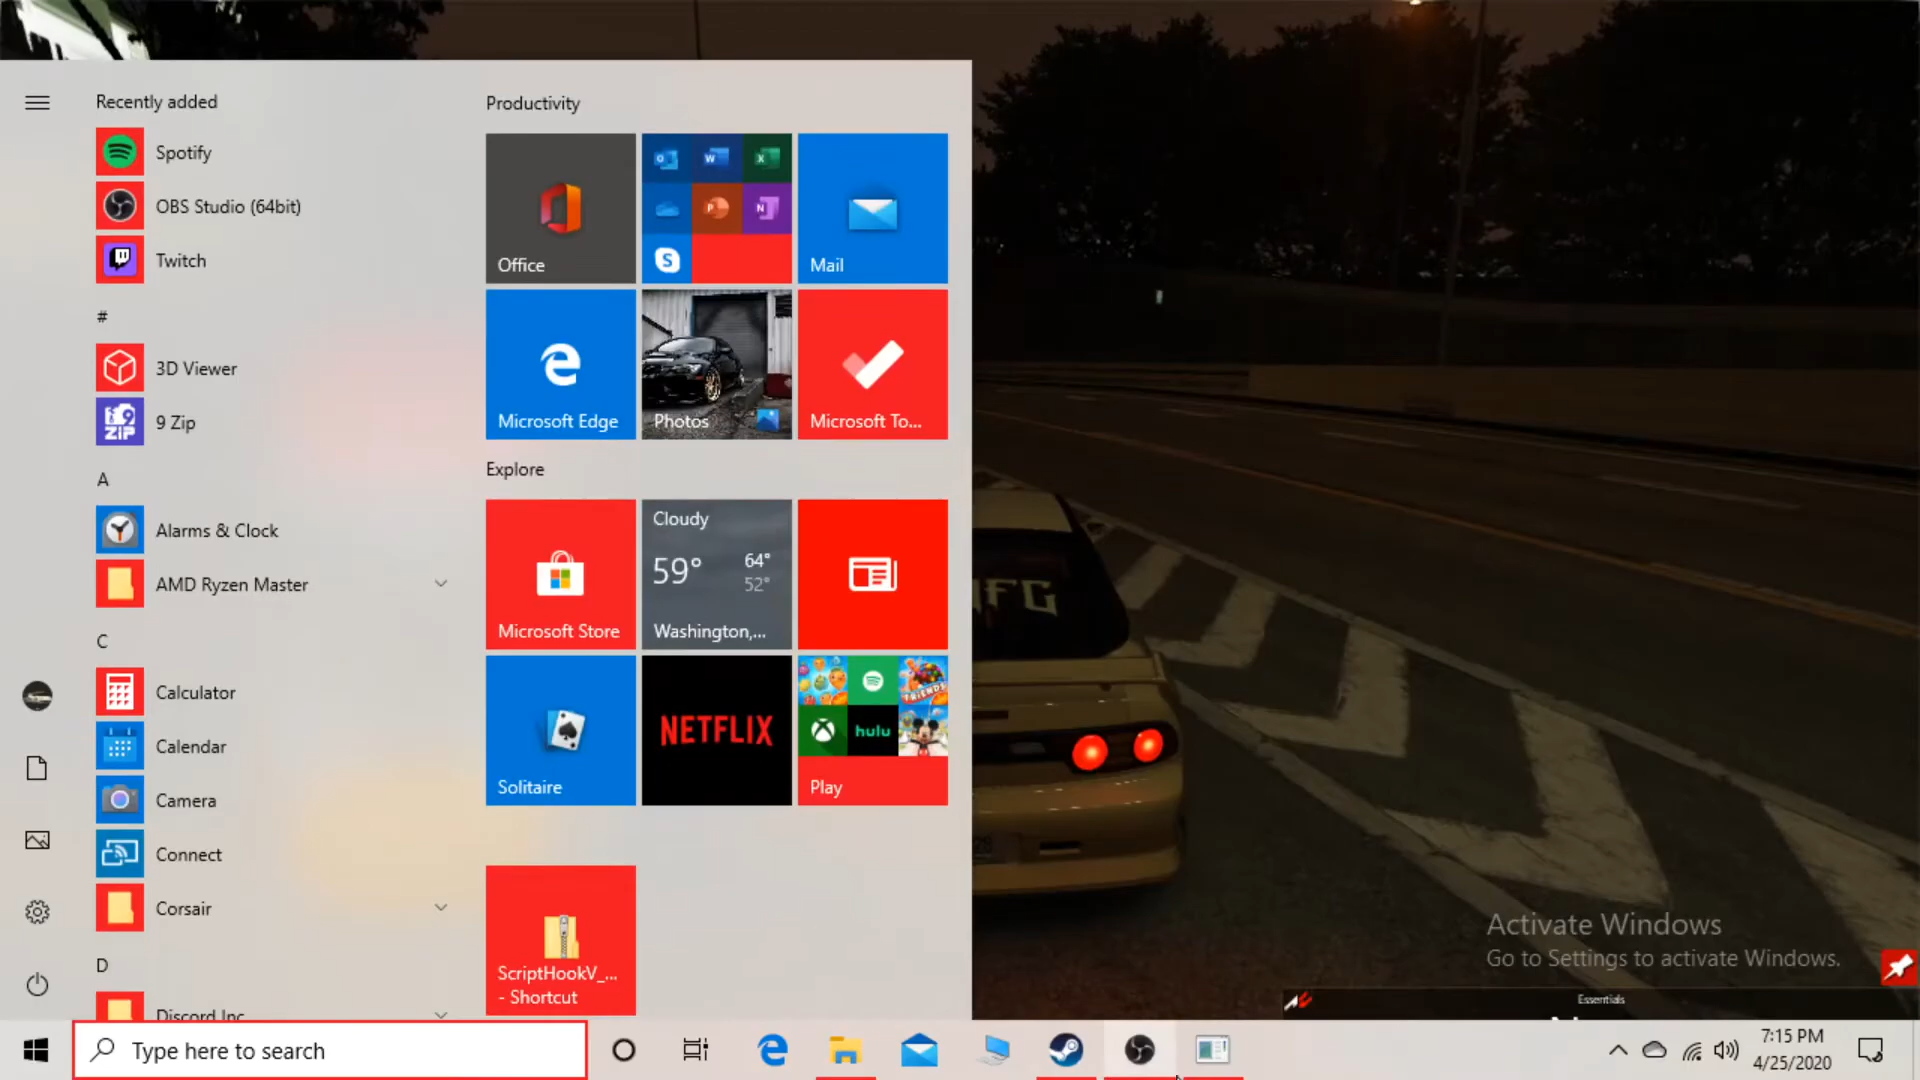 Recently added
Spotify
OBS Studio (64bit)
Twitch
#
3D Viewer
9 Zip
A
Alarms & Clock
AMD Ryzen Master
C
Calculator
Calendar
Camera
Connect
Corsair
D
Discord Inc
Productivity
Office
Mail
Microsoft Edge
Photos
Microsoft To...
Explore
Microsoft Store
Cloudy
59° 64°
52°
Washington,...
Solitaire
NETFLIX
hulu
FRIENDS
Play
ScriptHookV_...
- Shortcut
Activate Windows
Go to Settings to activate Windows.
Essentials
Type here to search
7:15 PM
4/25/2020